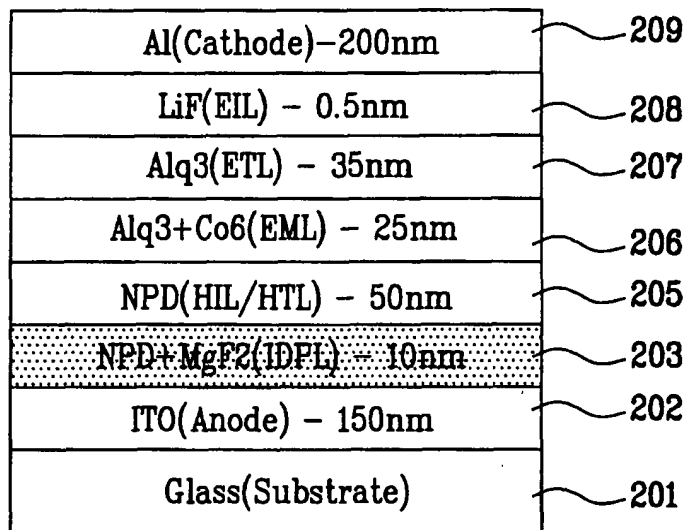 Al(Cathode)-200nm 209
LiF(EIL) - 0.5nm 208
Alq3(ETL) - 35nm 207
Alq3+Co6(EML) - 25nm 206
NPD(HIL/HTL) - 50nm 205
NPD+MgF2(IDPL) - 10nm 203
ITO(Anode) - 150nm 202
Glass(Substrate) 201